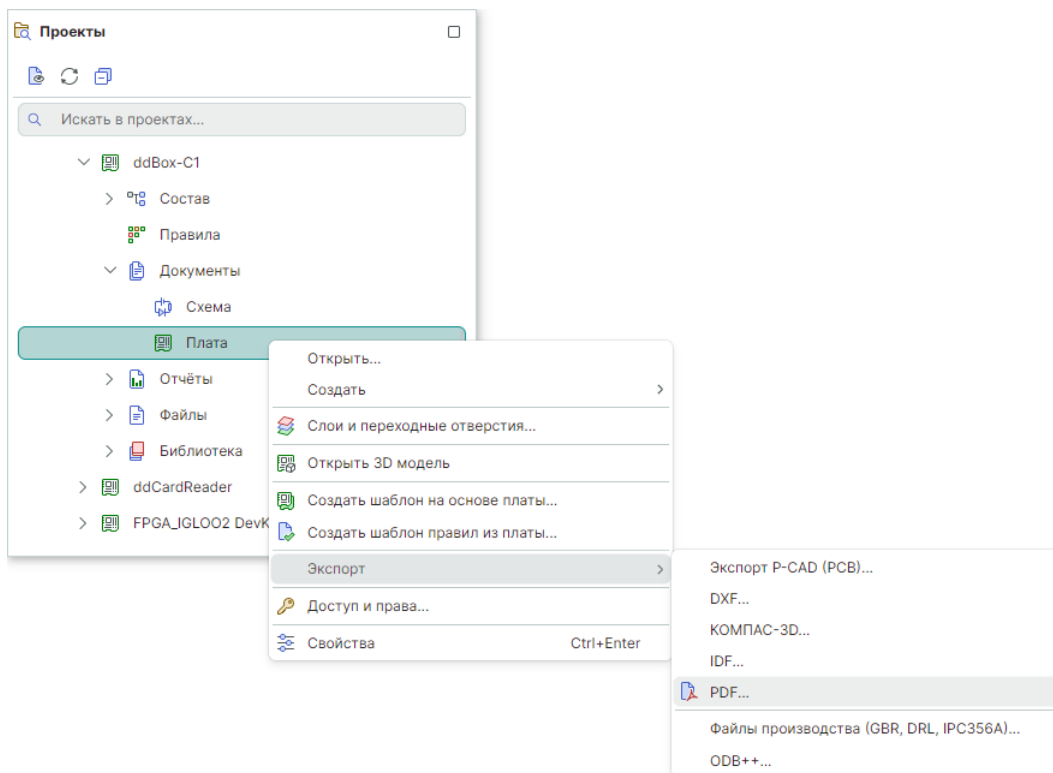 Проекты
Искать в проектах...
ddBox-C1
Состав
Правила
Документы
Схема
Плата
Отчёты
Файлы
Библиотека
ddCardReader
FPGA_IGLOO2 DevK
Открыть...
Создать
Слои и переходные отверстия...
Открыть 3D модель
Создать шаблон на основе платы...
Создать шаблон правил из платы...
Экспорт
Доступ и права...
Свойства Ctrl+Enter
Экспорт P-CAD (PCB)...
DXF...
КОМПАС-3D...
IDF...
PDF...
Файлы производства (GBR, DRL, IPC356A)...
ODB++...